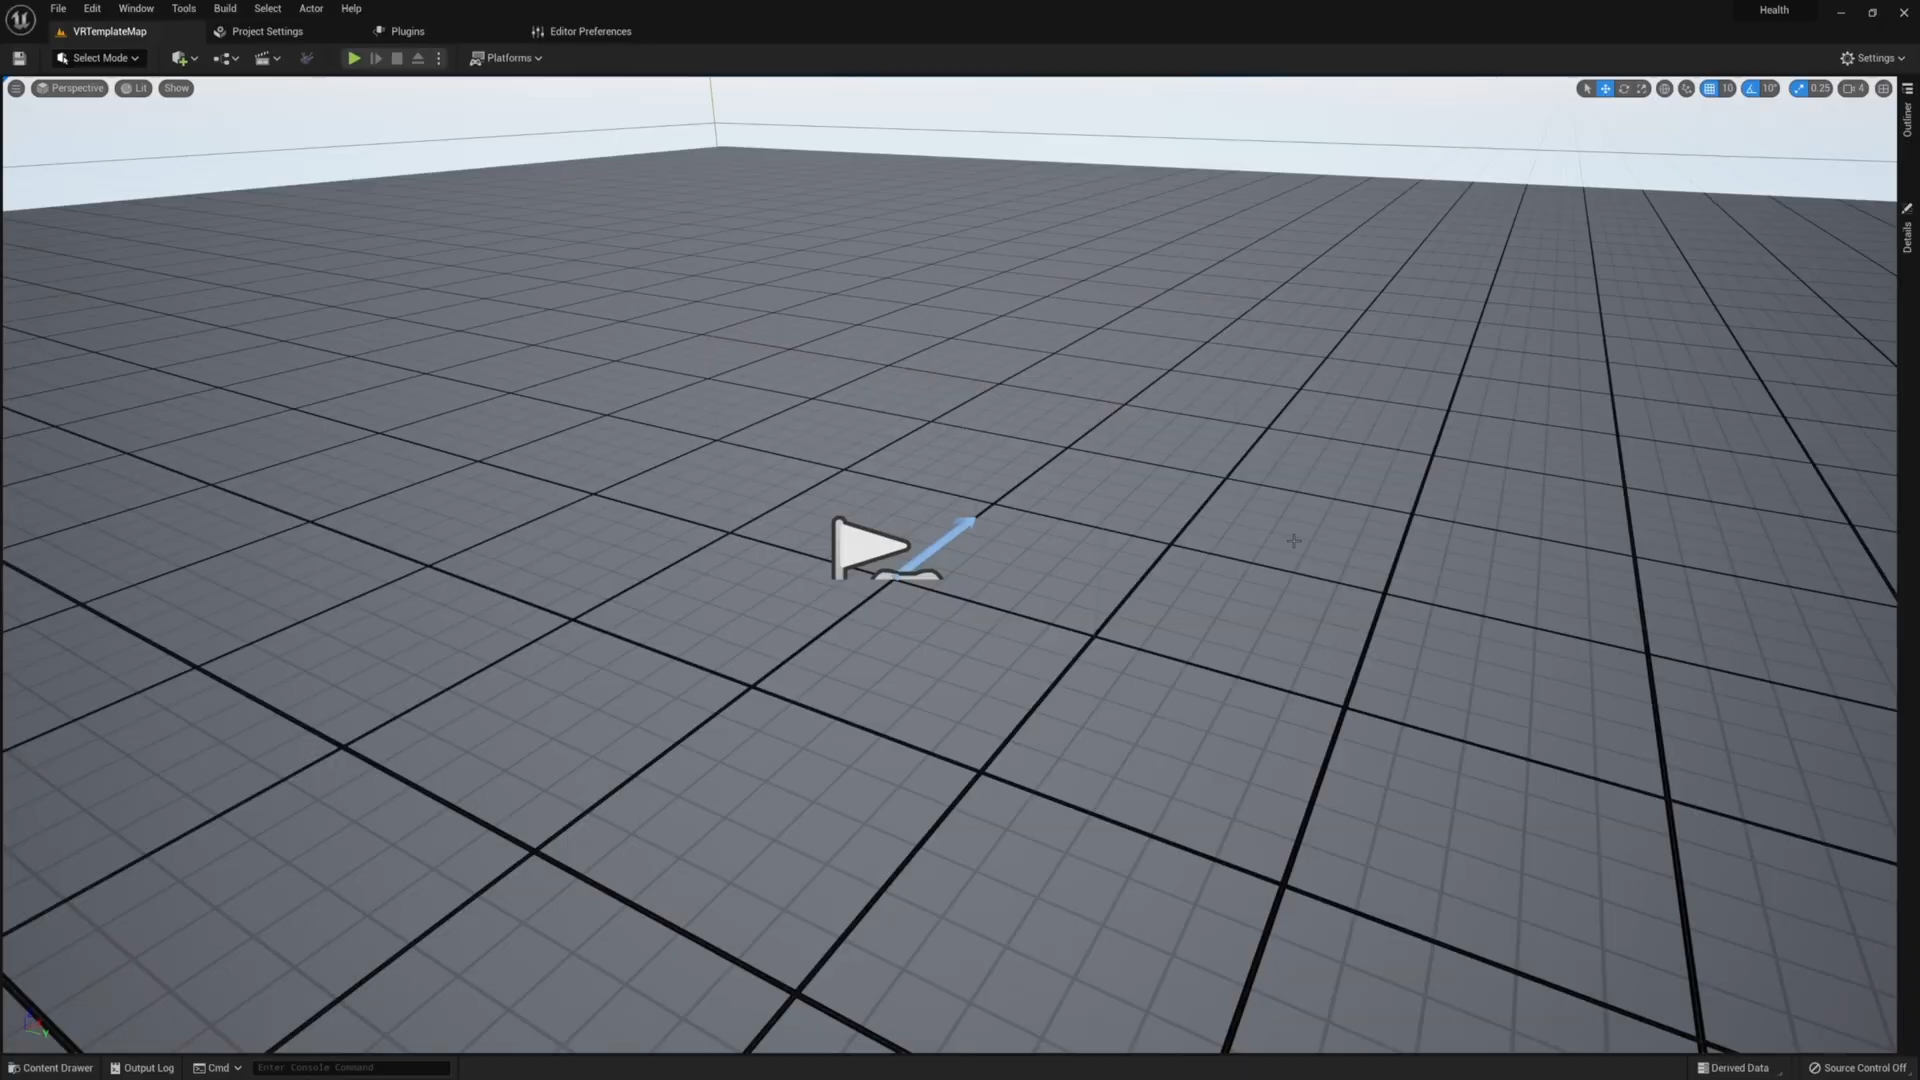 File Edit Window Tools Build Select Actor Help
Health
VRTemplateMap Project Settings Plugins Editor Preferences
Select Mode Platforms Settings
Perspective Lit Show 10 10° 0.25 4
Outliner
Details
Content Drawer Output Log Cmd Enter Console Command Derived Data Source Control Off